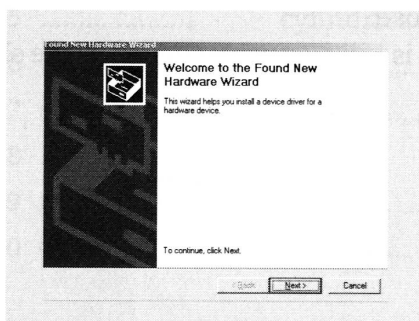 Found New Hardware Wizard
Welcome to the Found New
Hardware Wizard
This wizard helps you install a device driver for a
hardware device.
To continue, click Next.
< Back
Next >
Cancel